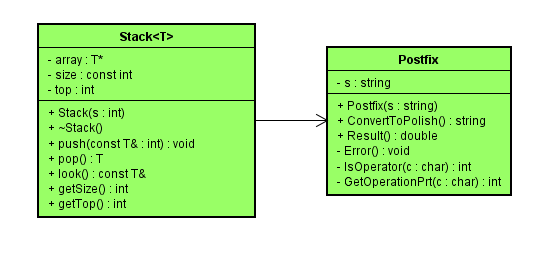 Stack<T>
- array : T*
- size : const int
- top : int
+ Stack(s : int)
+ ~Stack()
+ push(const T& : int) : void
+ pop() : T
+ look() : const T&
+ getSize() : int
+ getTop() : int
Postfix
- s : string
+ Postfix(s : string)
+ ConvertToPolish() : string
+ Result() : double
- Error() : void
- IsOperator(c : char) : int
- GetOperationPrt(c : char) : int